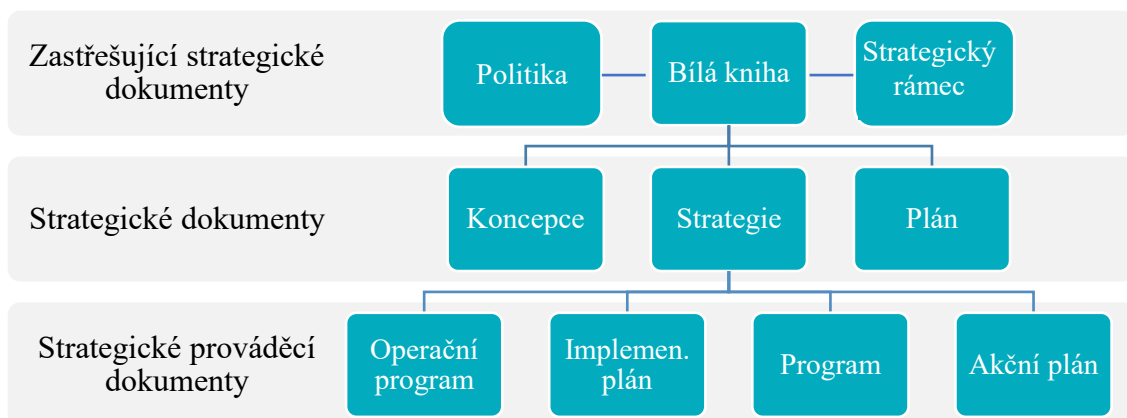 Zastřešující strategické
dokumenty
Politika
Bílá kniha
Strategický
rámec
Strategické dokumenty
Koncepce
Strategie
Plán
Strategické prováděcí
dokumenty
Operační
program
Implemen.
plán
Program
Akční plán